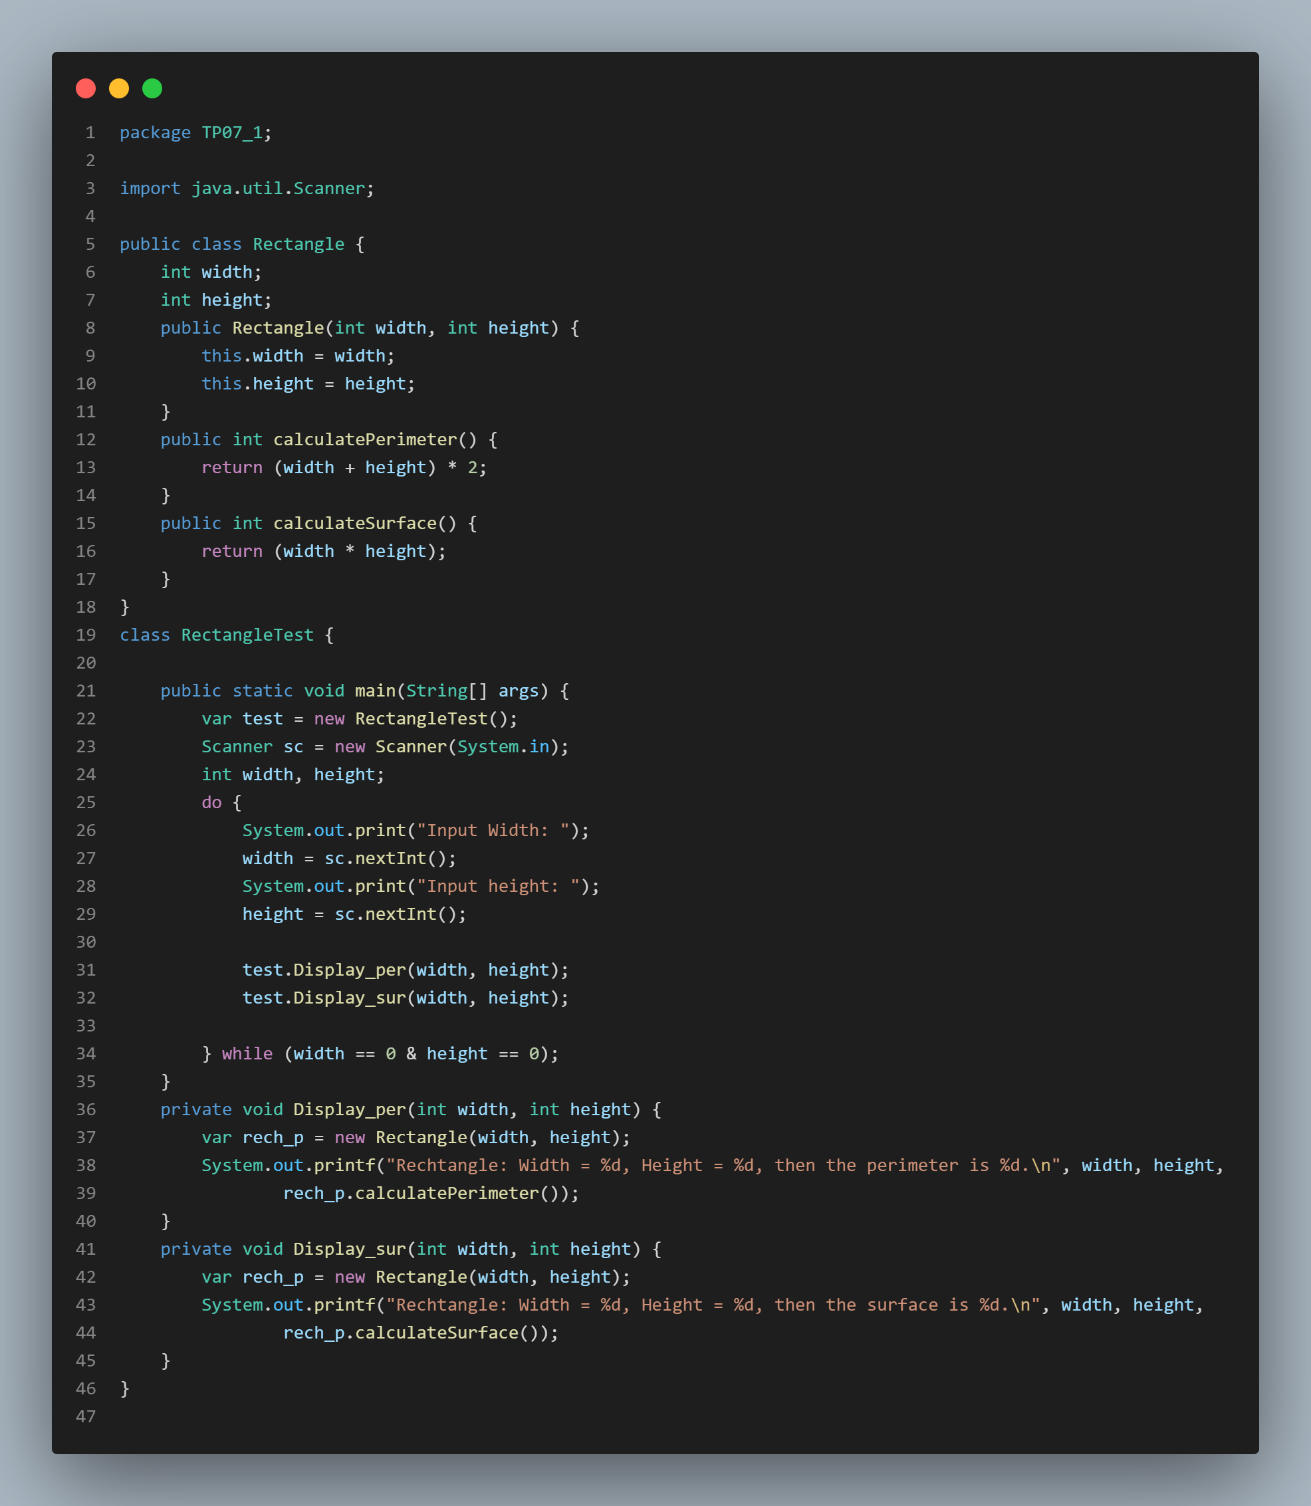 1 package TP07_1;
2
3 import java.util.Scanner;
4
5 public class Rectangle {
6     int width;
7     int height;
8     public Rectangle(int width, int height) {
9         this.width = width;
10         this.height = height;
11     }
12     public int calculatePerimeter() {
13         return (width + height) * 2;
14     }
15     public int calculateSurface() {
16         return (width * height);
17     }
18 }
19 class RectangleTest {
20
21     public static void main(String[] args) {
22         var test = new RectangleTest();
23         Scanner sc = new Scanner(System.in);
24         int width, height;
25         do {
26             System.out.print("Input Width: ");
27             width = sc.nextInt();
28             System.out.print("Input height: ");
29             height = sc.nextInt();
30
31             test.Display_per(width, height);
32             test.Display_sur(width, height);
33
34         } while (width == 0 & height == 0);
35     }
36     private void Display_per(int width, int height) {
37         var rech_p = new Rectangle(width, height);
38         System.out.printf("Rechtangle: Width = %d, Height = %d, then the perimeter is %d.\n", width, height,
39                 rech_p.calculatePerimeter());
40     }
41     private void Display_sur(int width, int height) {
42         var rech_p = new Rectangle(width, height);
43         System.out.printf("Rechtangle: Width = %d, Height = %d, then the surface is %d.\n", width, height,
44                 rech_p.calculateSurface());
45     }
46 }
47